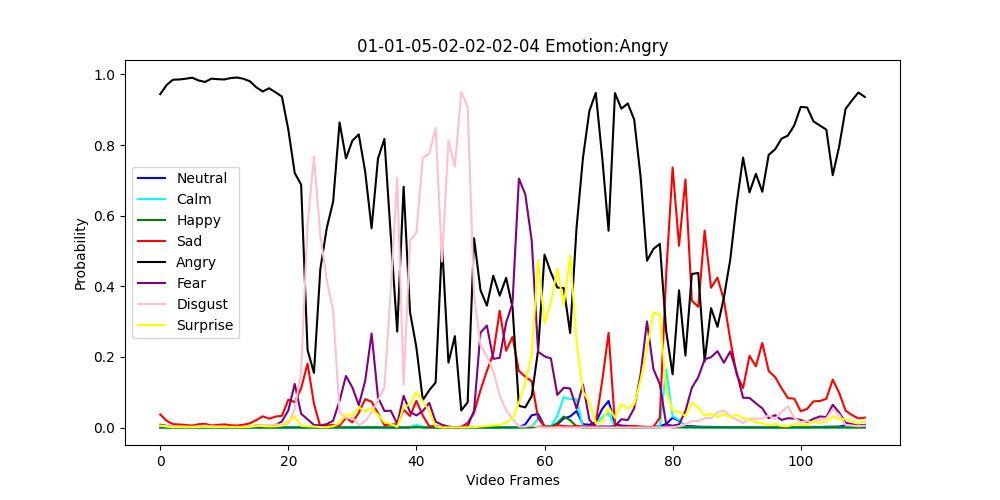 01-01-05-02-02-02-04 Emotion:Angry
Probability
1.0
0.8
0.6
0.4
0.2
0.0
Neutral
Calm
Happy
Sad
Angry
Fear
Disgust
Surprise
0 20 40 60 80 100
Video Frames